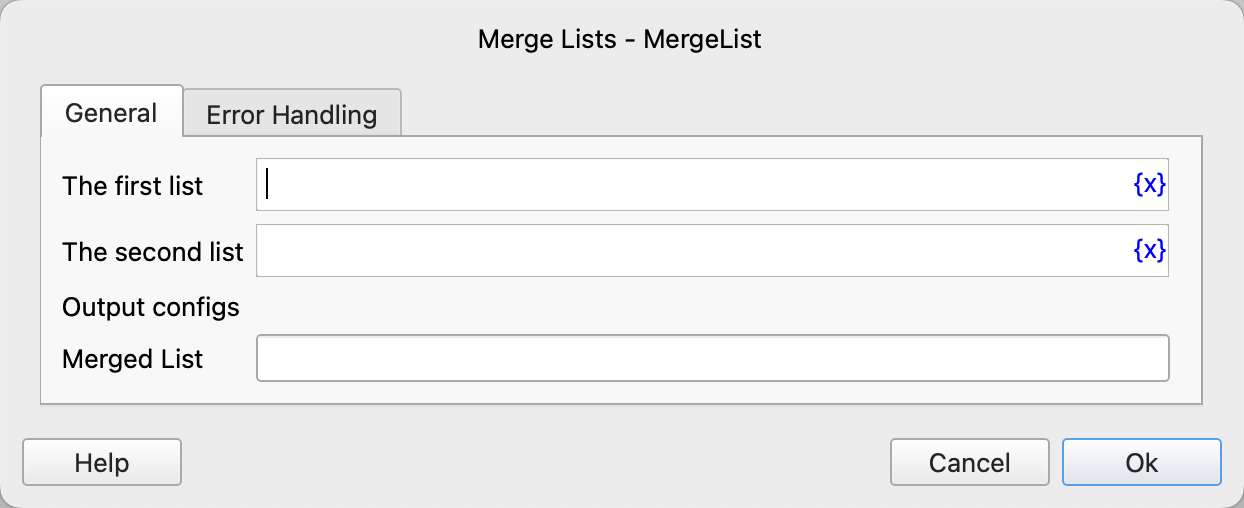 Merge Lists - MergeList
General
Error Handling
The first list
{x}
The second list
{x}
Output configs
Merged List
Help
Cancel
Ok